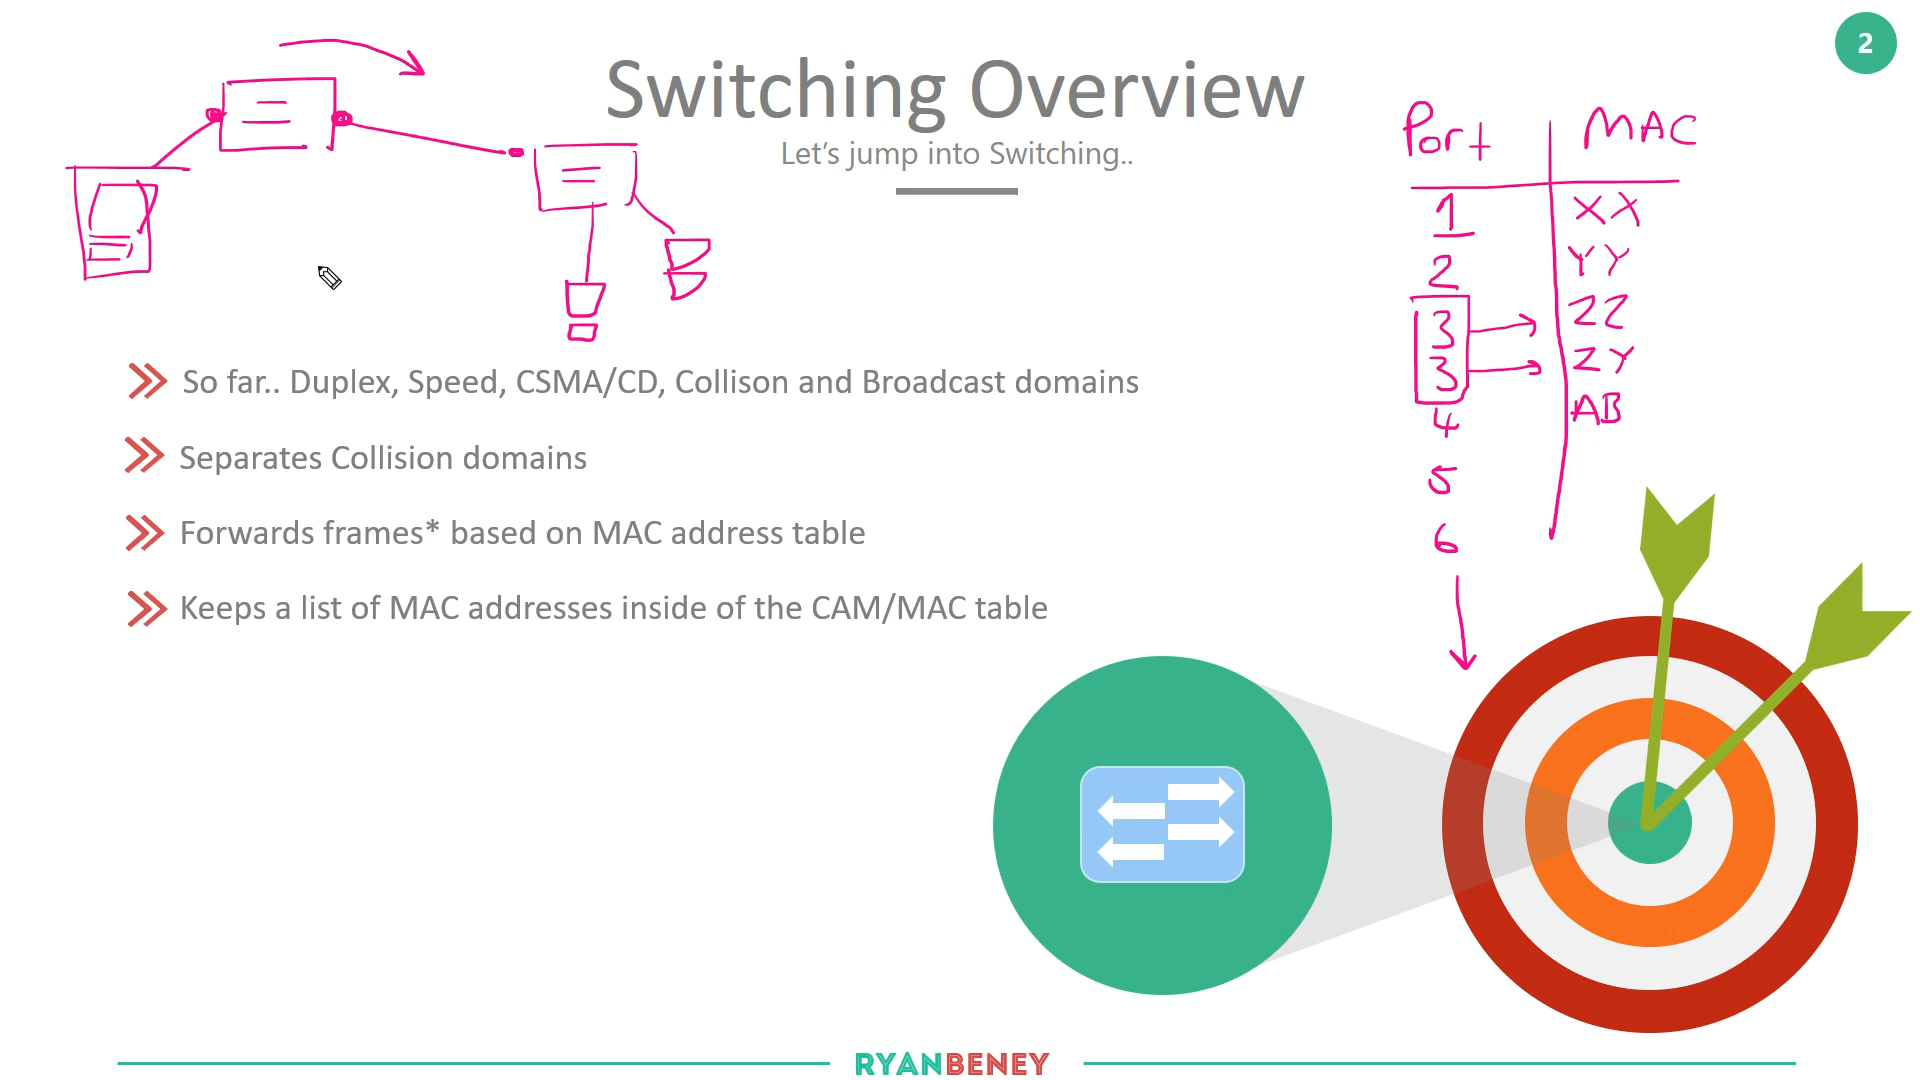 2
Switching Overview
Let's jump into Switching..
Port MAC
1 XX
2 YY
3 ZZ
3 ZY
4 AB
5
6
So far.. Duplex, Speed, CSMA/CD, Collison and Broadcast domains
Separates Collision domains
Forwards frames* based on MAC address table
Keeps a list of MAC addresses inside of the CAM/MAC table
RYANBENEY